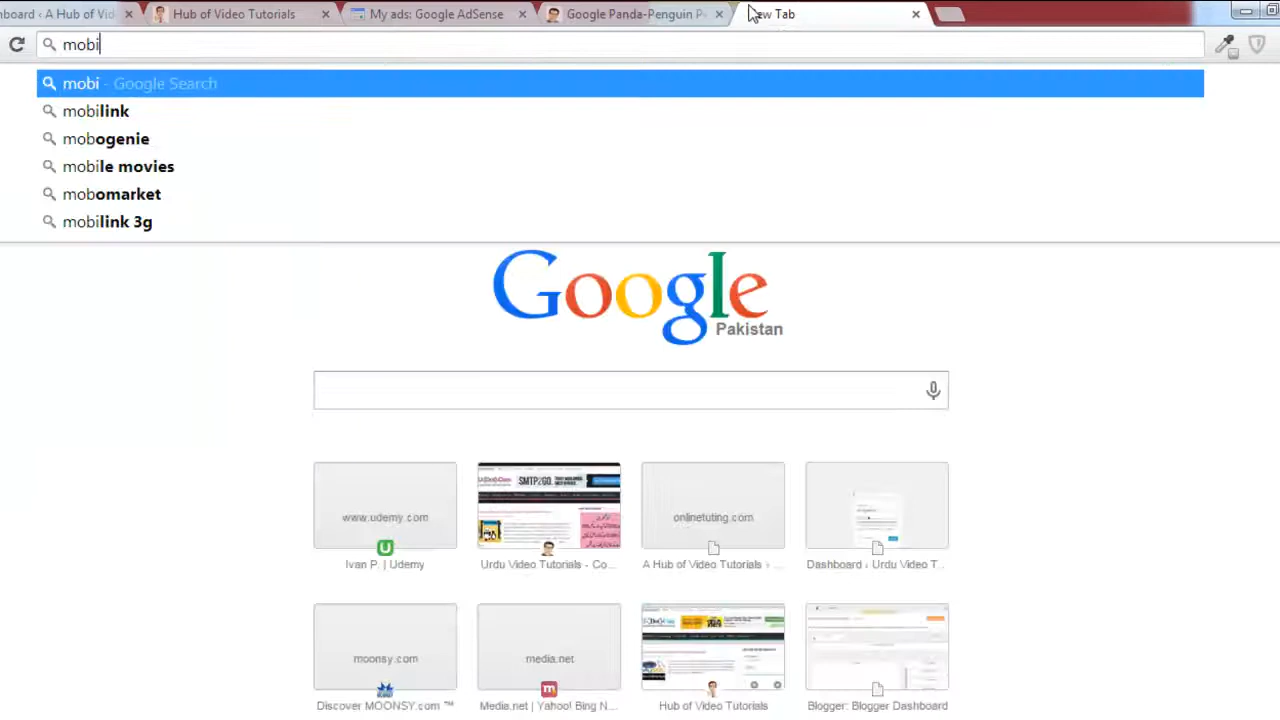 board ‹ A Hub of Vid
Hub of Video Tutorials
My ads: Google AdSense
Google Panda-Penguin P
ew Tab
mobi
mobi - Google Search
mobilink
mobogenie
mobile movies
mobomarket
mobilink 3g
Google
Pakistan
www.udemy.com
onlinetuting.com
SMTP2GO
Ivan P. | Udemy
Urdu Video Tutorials - Co...
A Hub of Video Tutorials › ...
Dashboard ‹ Urdu Video T...
moonsy.com
media.net
Discover MOONSY.com ™
Media.net | Yahoo! Bing N...
Hub of Video Tutorials
Blogger: Blogger Dashboard